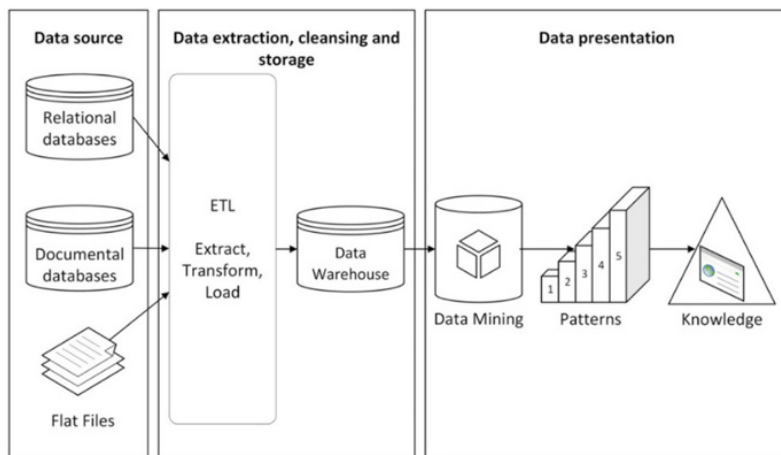 Data source
Relational
databases
Documental
databases
Flat Files
Data extraction, cleansing and
storage
ETL
Extract,
Transform,
Load
Data
Warehouse
Data presentation
Data Mining
1
2
3
4
5
Patterns
Knowledge